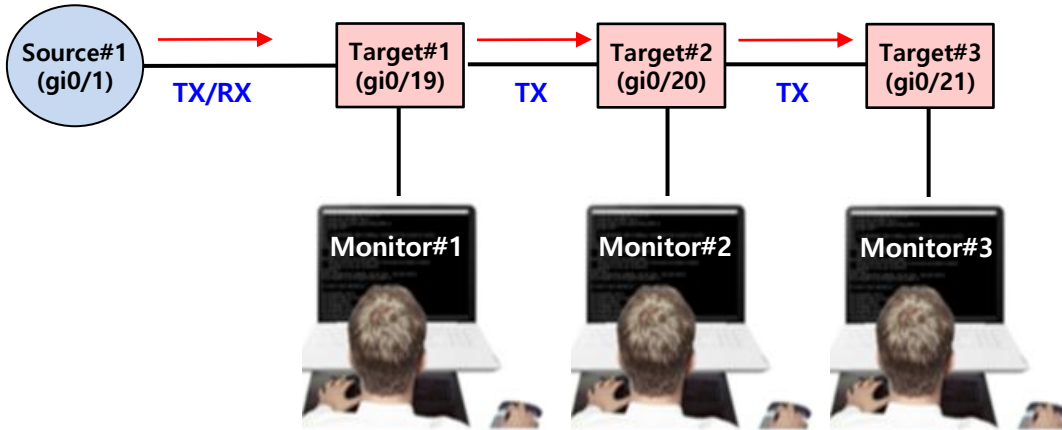 Source#1
(gi0/1)
TX/RX
Target#1
(gi0/19)
TX
Target#2
(gi0/20)
TX
Target#3
(gi0/21)
Monitor#1
Monitor#2
Monitor#3